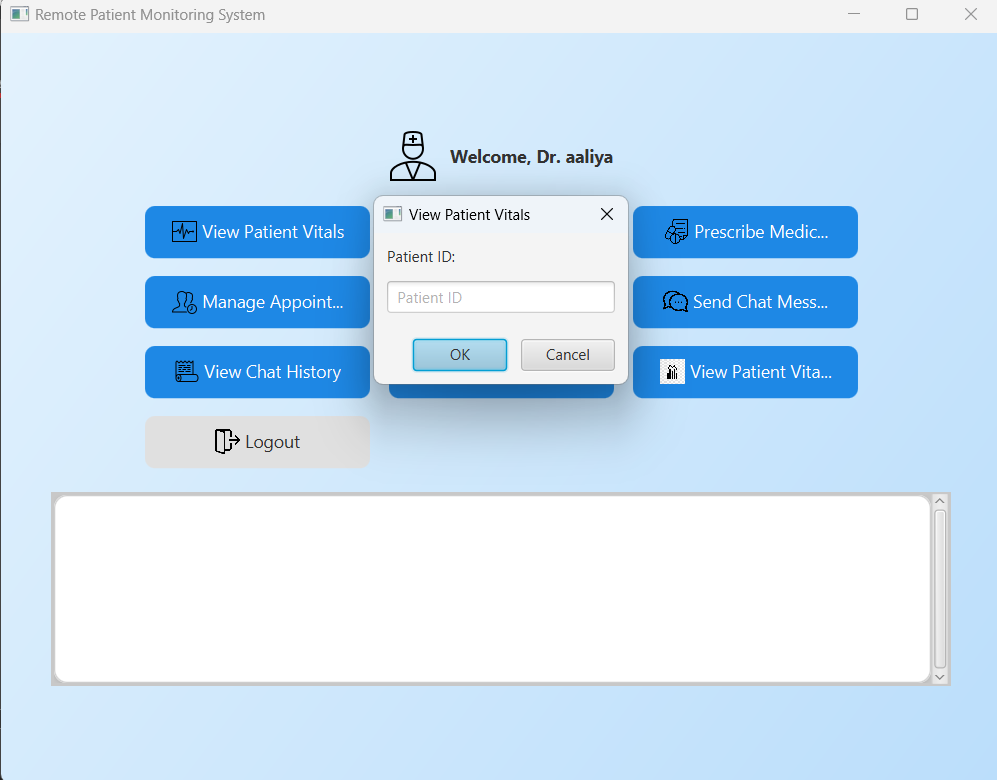 Remote Patient Monitoring System
Welcome, Dr. aaliya
View Patient Vitals
Prescribe Medic...
Manage Appoint...
Send Chat Mess...
View Chat History
View Patient Vita...
Logout
View Patient Vitals
Patient ID:
Patient ID
OK
Cancel